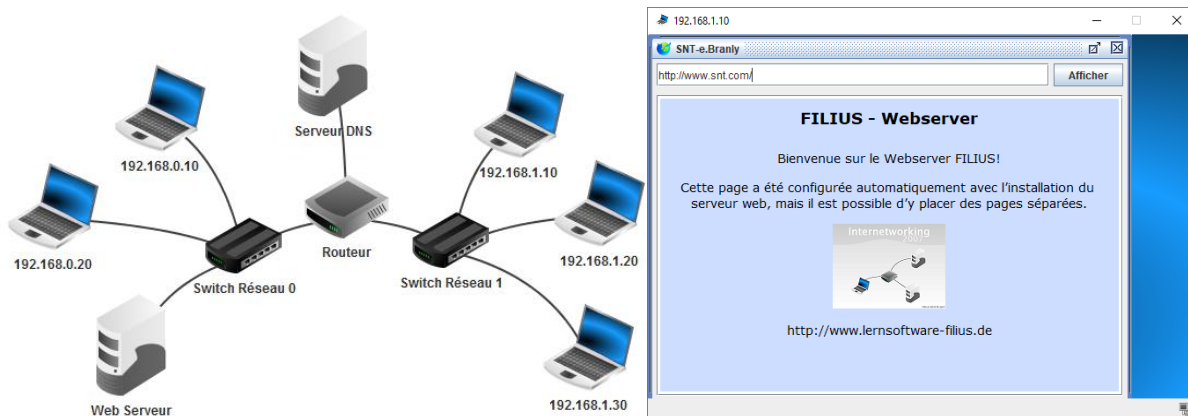 Serveur DNS
192.168.0.10
192.168.1.10
192.168.0.20
Routeur
192.168.1.20
Switch Réseau 0
Switch Réseau 1
Web Serveur
192.168.1.30
192.168.1.10
SNT-e.Branly
http://www.snt.com/
Afficher
FILIUS - Webserver
Bienvenue sur le Webserver FILIUS!
Cette page a été configurée automatiquement avec l'installation du
serveur web, mais il est possible d'y placer des pages séparées.
Internetworking
2007
http://www.lernsoftware-filius.de